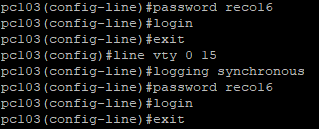 pc103(config-line)#password reco16
pc103(config-line)#login
pc103(config-line)#exit
pc103(config)#line vty 0 15
pc103(config-line)#logging synchronous
pc103(config-line)#password reco16
pc103(config-line)#login
pc103(config-line)#exit